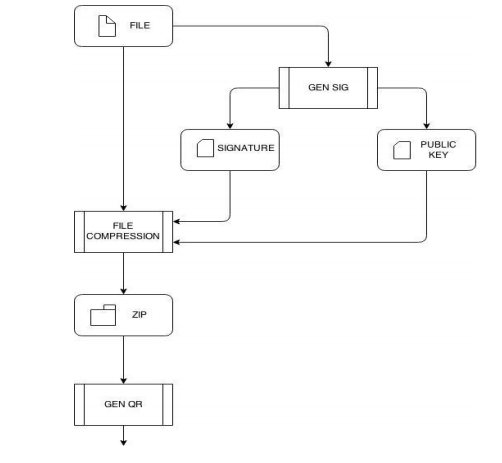 FILE
GEN SIG
SIGNATURE
PUBLIC
KEY
FILE
COMPRESSION
ZIP
GEN QR